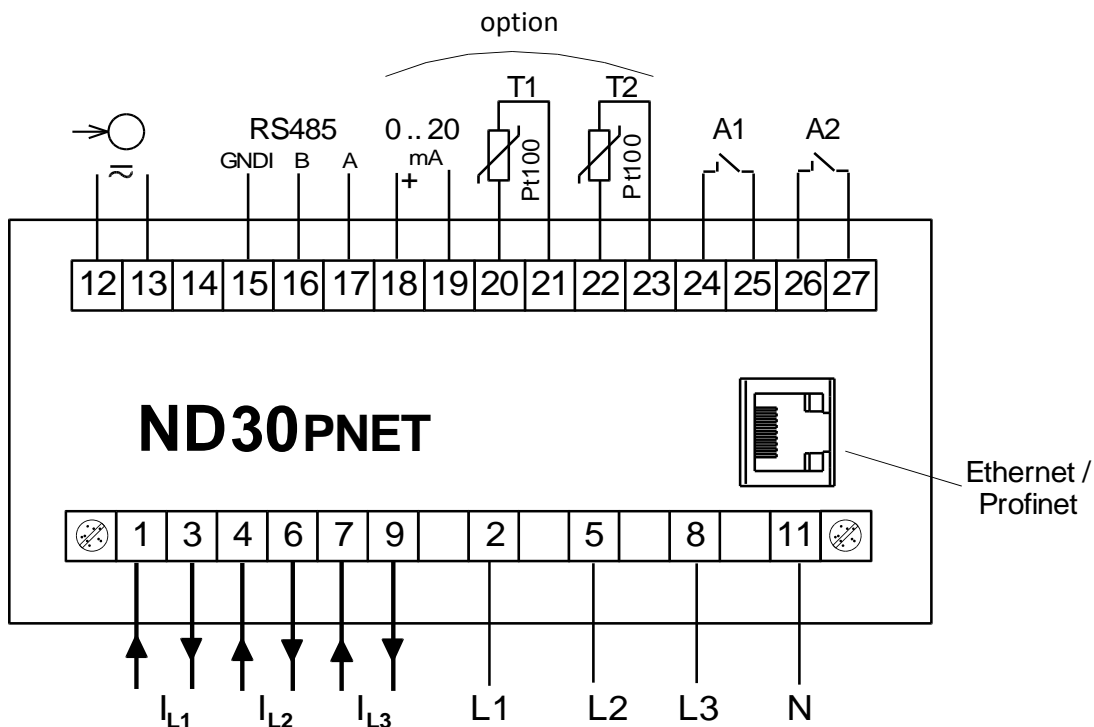 option
T1 T2
RS485 0 .. 20 A1 A2
GNDI B A mA
+
Pt100 Pt100
12 13 14 15 16 17 18 19 20 21 22 23 24 25 26 27
ND30PNET
Ethernet /
Profinet
1 3 4 6 7 9 2 5 8 11
IL1 IL2 IL3 L1 L2 L3 N